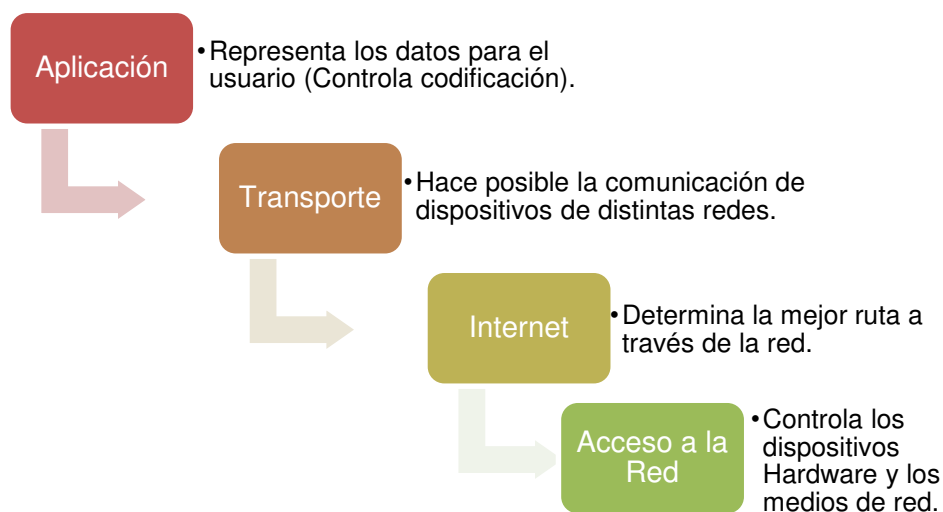 Aplicación
•Representa los datos para el
usuario (Controla codificación).
Transporte
•Hace posible la comunicación de
dispositivos de distintas redes.
Internet
•Determina la mejor ruta a
través de la red.
Acceso a la
Red
•Controla los
dispositivos
Hardware y los
medios de red.